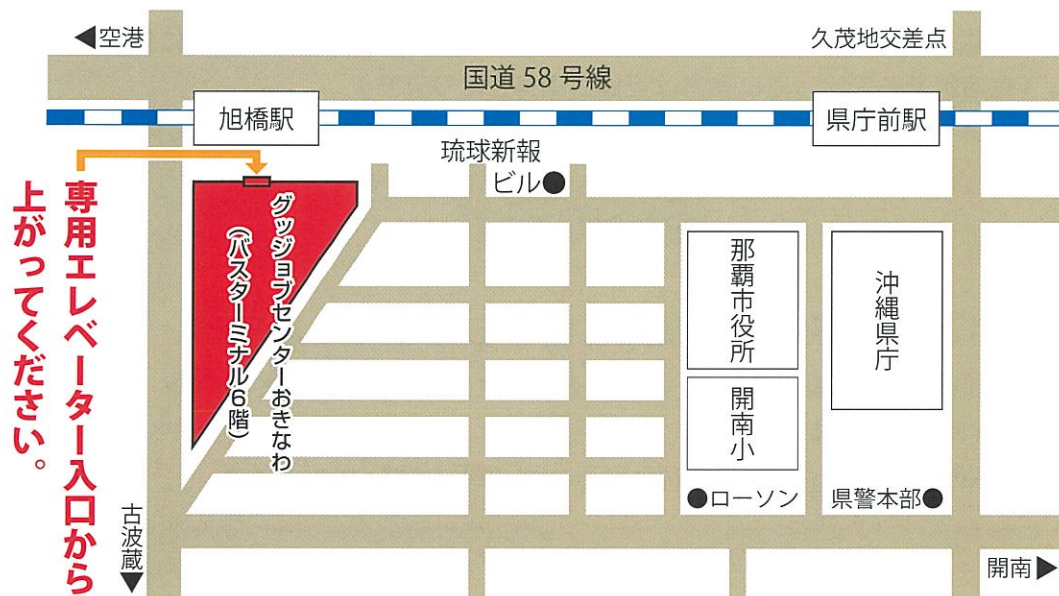 ◀空港
久茂地交差点
国道 58 号線
旭橋駅
県庁前駅
琉球新報
ビル●
専用エレベーター入口から
上がってください。
グッジョブセンターおきなわ
(バスターミナル6階)
那覇市役所
沖縄県庁
開南小
●ローソン
県警本部●
古波蔵▼
開南▶